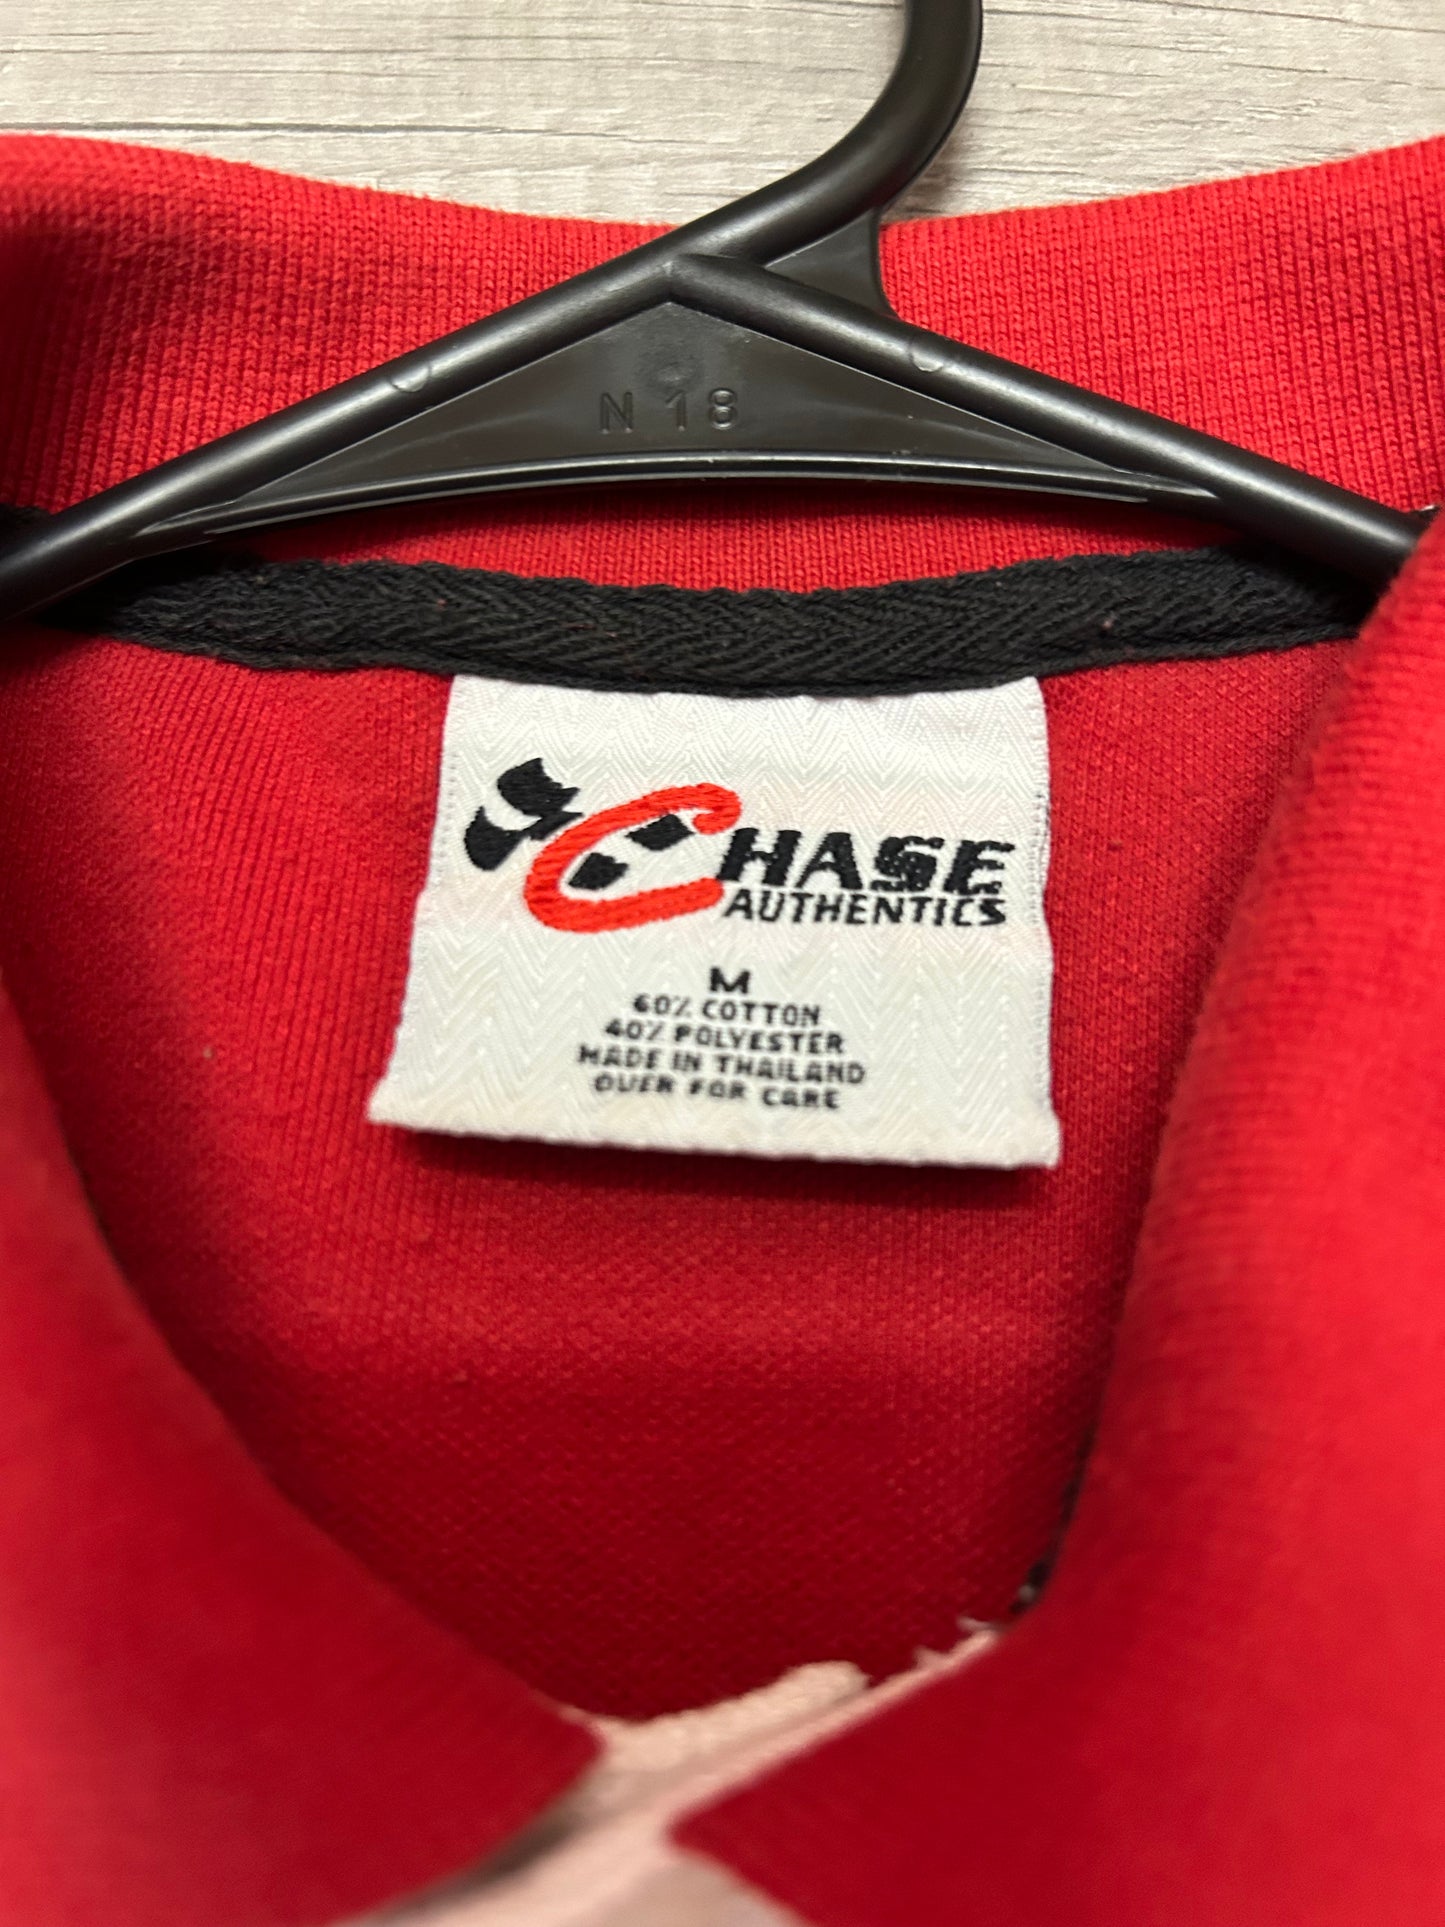 N 18
CHASE
AUTHENTICS
M
60% COTTON
40% POLYESTER
MADE IN THAILAND
OVER FOR CARE